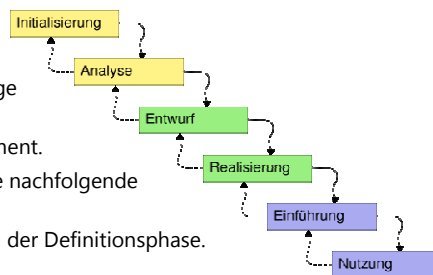 Initialisierung
Analyse
Entwurf
nachfolgende
Realisierung
Einführung
der Definitionsphase.
Nutzung